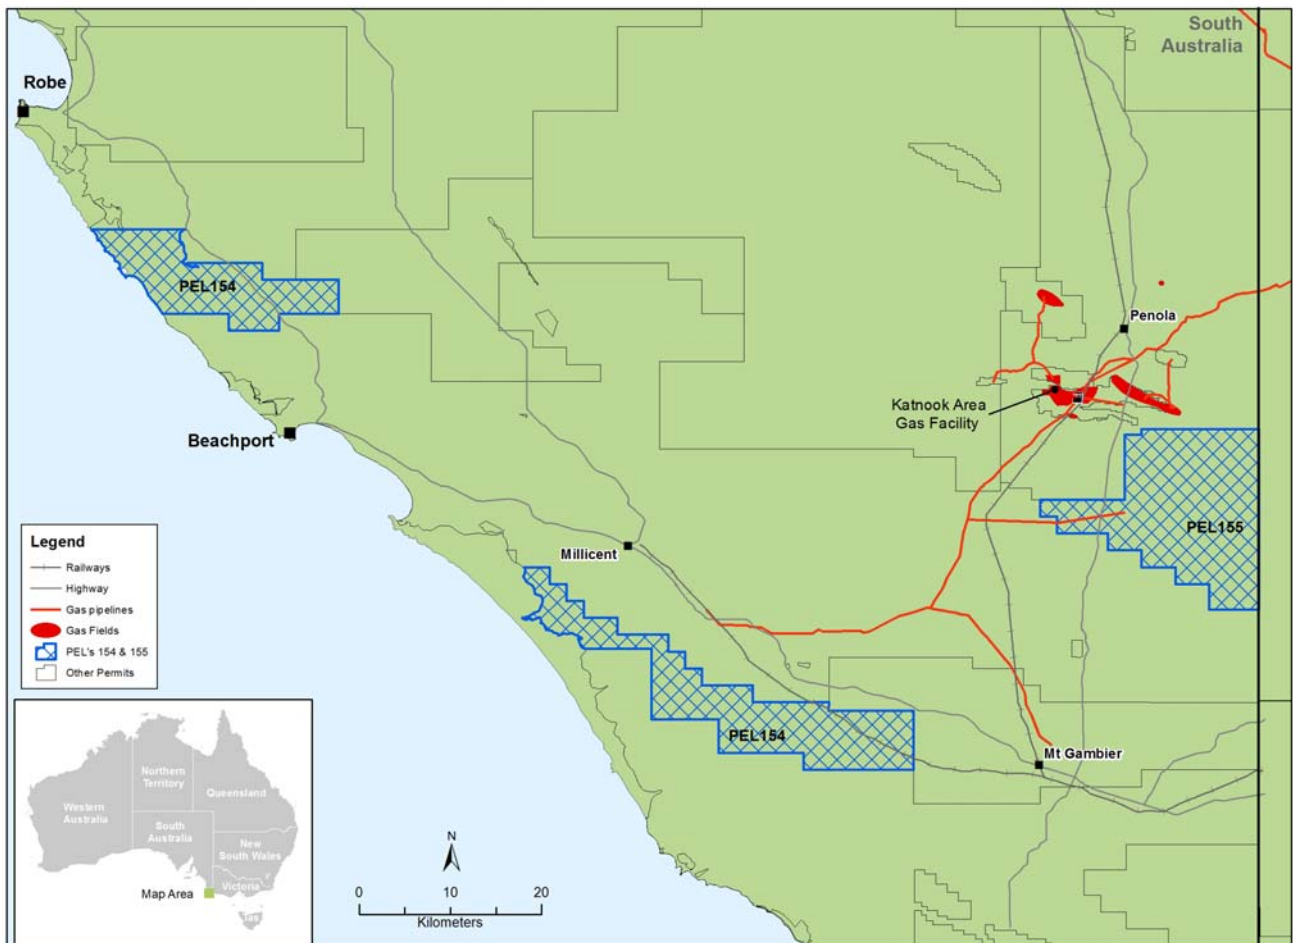 South
Australia
Robe
PEL154
Penola
Katnook Area
Gas Facility
Beachport
PEL155
Millicent
Legend
Railways
Highway
Gas pipelines
Gas Fields
PEL's 154 & 155
Other Permits
PEL154
Mt Gambier
Northern
Territory
Queensland
Western
Australia
South
Australia
New
South Wales
Victoria
Tas
Map Area
N
0 10 20
Kilometers